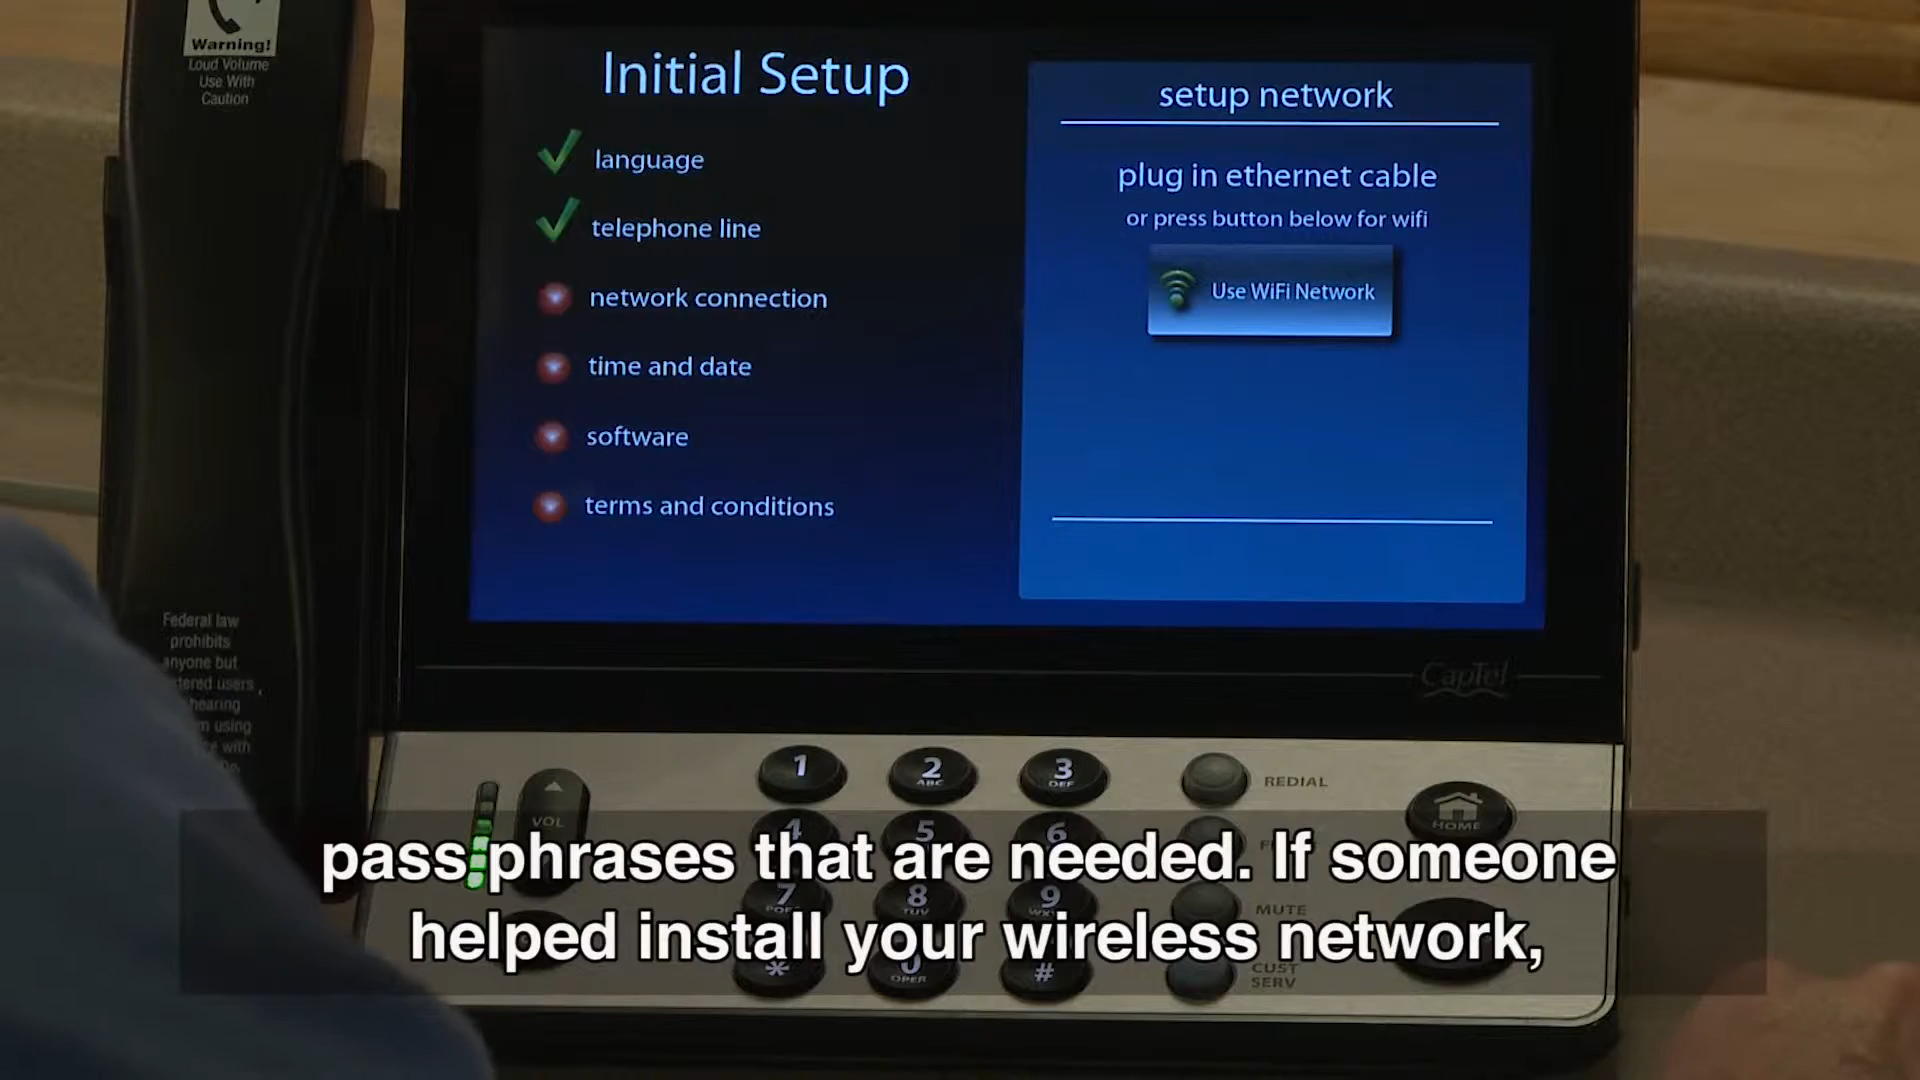 Warning!
Loud Volume
Use With
Caution
Initial Setup
language
telephone line
network connection
time and date
software
terms and conditions
setup network
plug in ethernet cable
or press button below for wifi
Use WiFi Network
CapTel
Federal law
prohibits
anyone but
users
hearing
using
with
VOL
1
2 ABC
3 DEF
REDIAL
HOME
4
5
6
7
8 TUV
9
MUTE
*
0 OPER
#
CUST
SERV
pass phrases that are needed. If someone
helped install your wireless network,